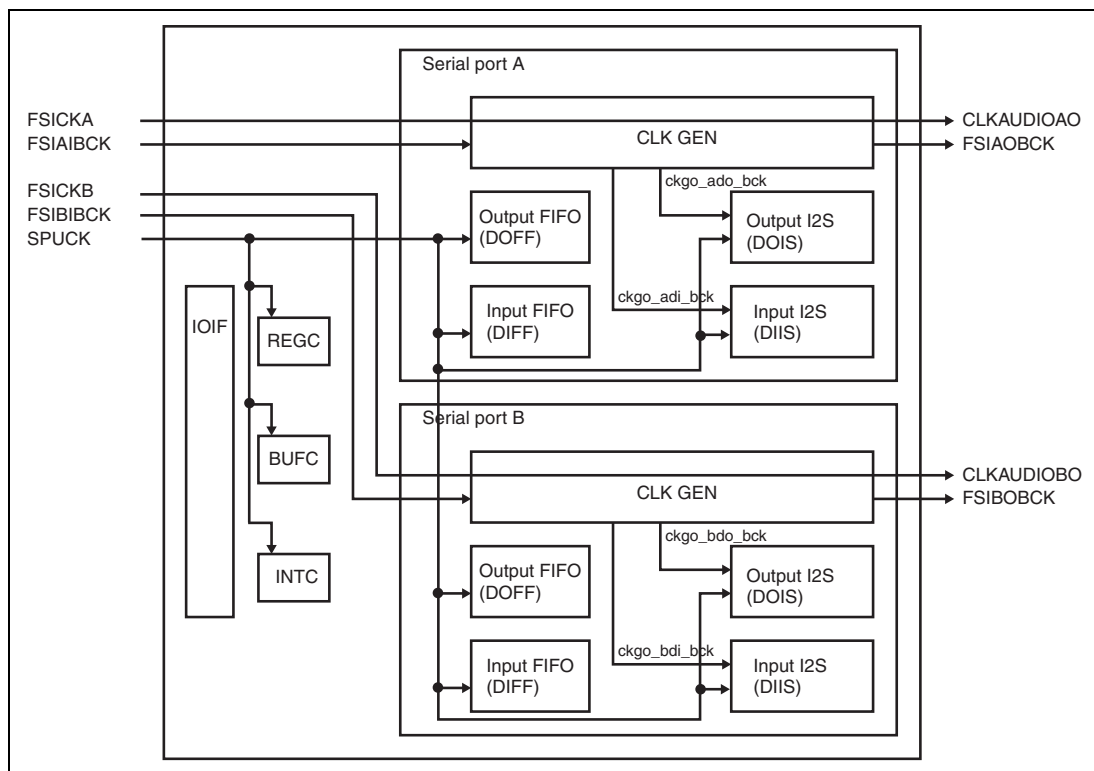 Serial port A
FSICKA
FSIAIBCK
CLK GEN
CLKAUDIOAO
FSIAOBCK
FSICKB
FSIBIBCK
SPUCK
ckgo_ado_bck
Output FIFO
(DOFF)
Output I2S
(DOIS)
IOIF
REGC
ckgo_adi_bck
Input FIFO
(DIFF)
Input I2S
(DIIS)
BUFC
INTC
Serial port B
CLK GEN
CLKAUDIOBO
FSIBOBCK
ckgo_bdo_bck
Output FIFO
(DOFF)
Output I2S
(DOIS)
ckgo_bdi_bck
Input FIFO
(DIFF)
Input I2S
(DIIS)